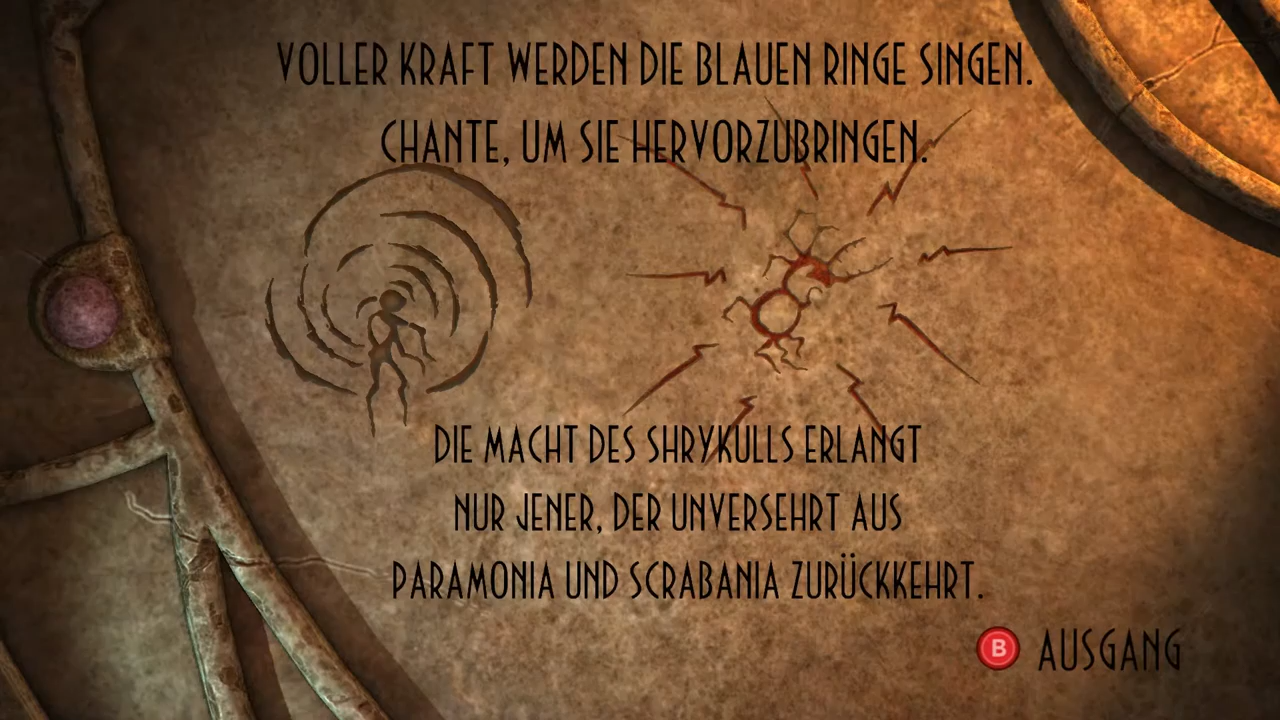 VOLLER KRAFT WERDEN DIE BLAUEN RINGE SINGEN.
CHANTE, UM SIE HERVORZUBRINGEN.
DIE MACHT DES SHRYKULLS ERLANGT
NUR JENER, DER UNVERSEHRT AUS
PARAMONIA UND SCRABANIA ZURÜCKKEHRT.
B AUSGANG